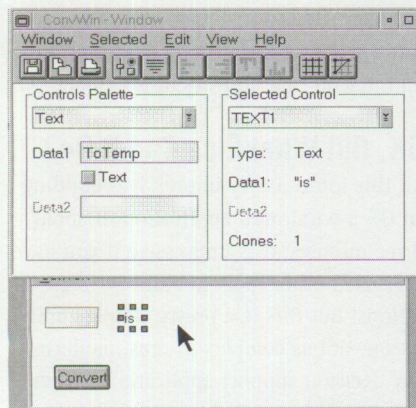 ConvWin - Window
Window Selected Edit View Help
Controls Palette
Text
Data1 ToTemp
Text
Data2
Selected Control
TEXT1
Type: Text
Data1: "is"
Data2
Clones: 1
is
Convert